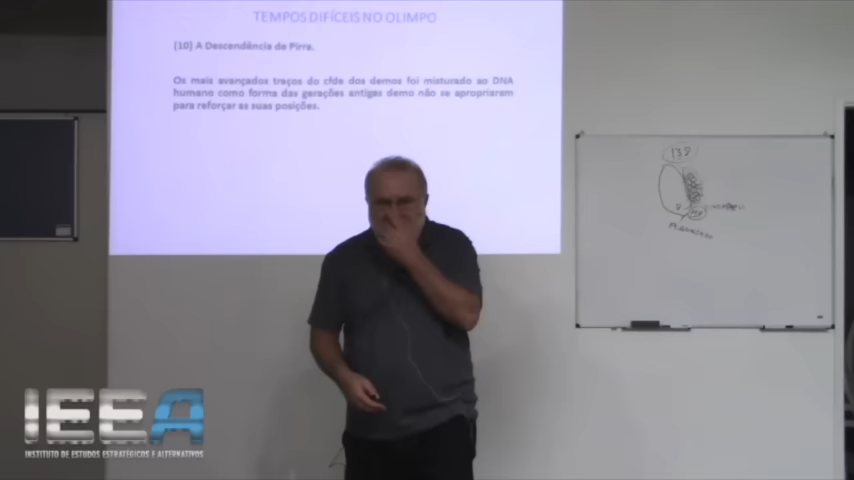 TEMPOS DIFÍCEIS NO OLIMPO
(10) A Descendência de Pirra.
Os mais avançados traços do cfde dos demos foi misturado ao DNA
humano como forma das gerações antigas demo não se apropriarem
para reforçar as suas posições.
138
IEEA
INSTITUTO DE ESTUDOS ESTRATÉGICOS E ALTERNATIVOS